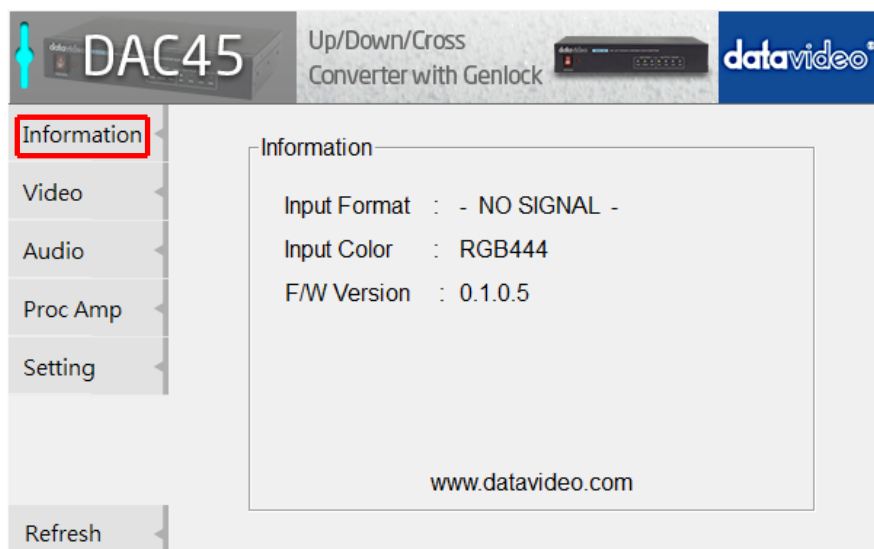 DAC45
Up/Down/Cross
Converter with Genlock
datavideo®
Information
Video
Audio
Proc Amp
Setting
Refresh
Information
Input Format : - NO SIGNAL -
Input Color : RGB444
F/W Version : 0.1.0.5
www.datavideo.com